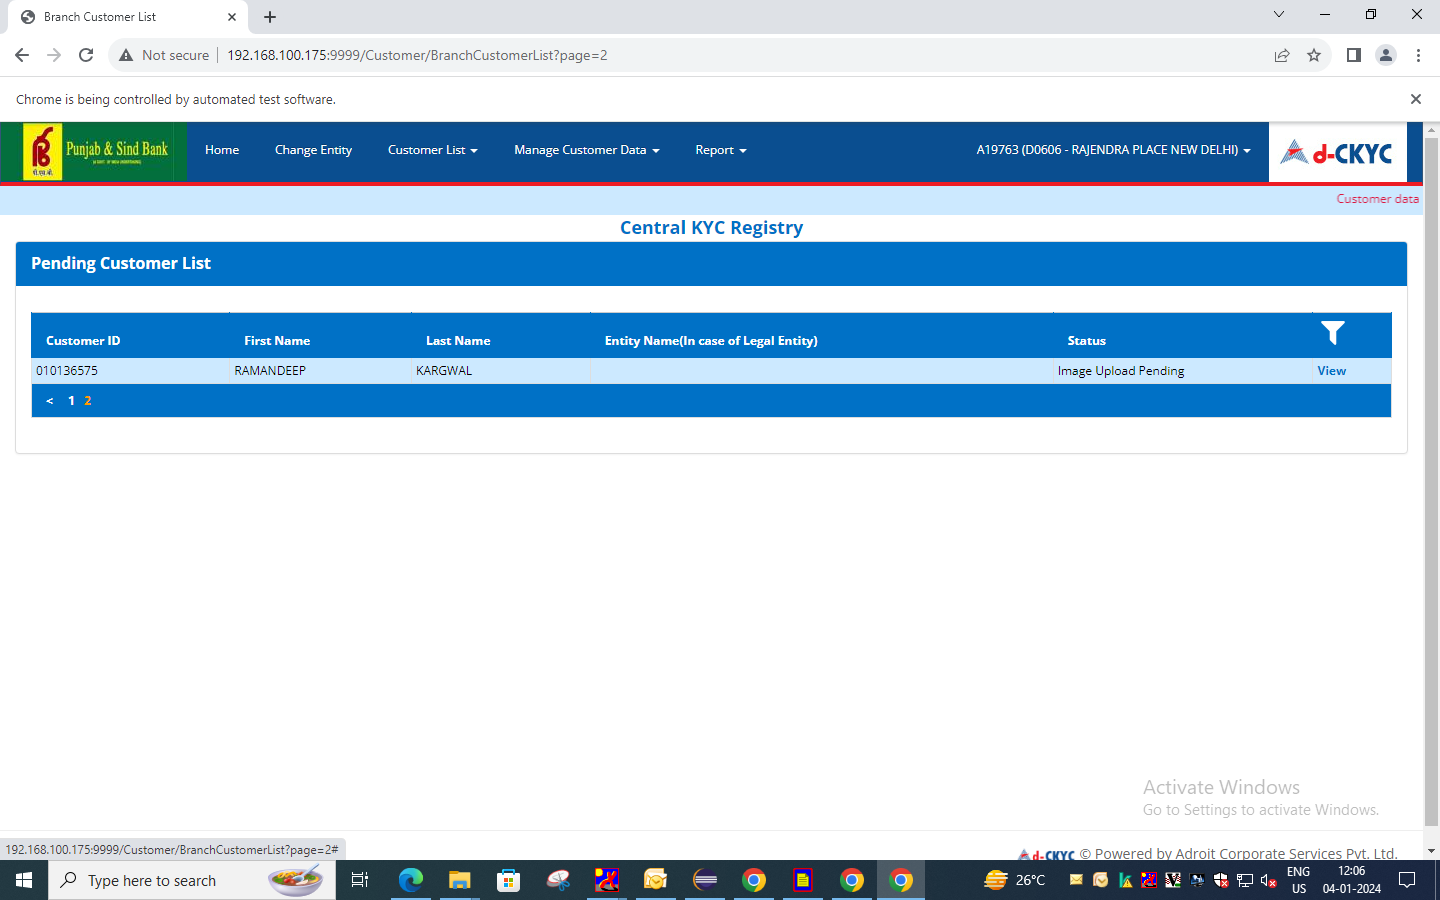 Branch Customer List
Not secure 192.168.100.175:9999/Customer/BranchCustomerList?page=2
Chrome is being controlled by automated test software.
पी.एस.बी.
Punjab & Sind Bank
Home Change Entity Customer List Manage Customer Data Report A19763 (D0606 - RAJENDRA PLACE NEW DELHI) d-CKYC
Customer data
Central KYC Registry
Pending Customer List
Customer ID First Name Last Name Entity Name(In case of Legal Entity) Status
010136575 RAMANDEEP KARGWAL Image Upload Pending View
< 1 2
Activate Windows
Go to Settings to activate Windows.
192.168.100.175:9999/Customer/BranchCustomerList?page=2#
d-CKYC © Powered by Adroit Corporate Services Pvt. Ltd.
Type here to search
26°C
ENG
US
12:06
04-01-2024